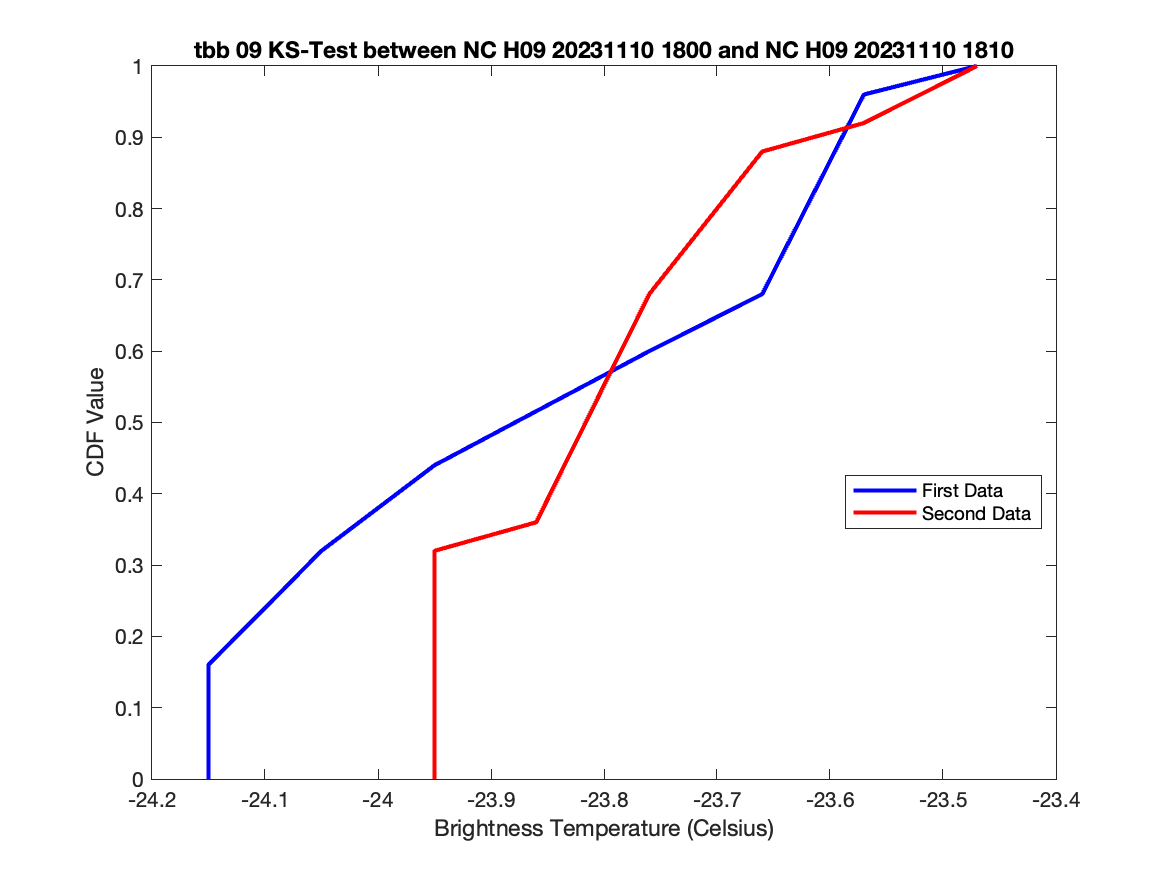 tbb 09 KS-Test between NC H09 20231110 1800 and NC H09 20231110 1810
1
0.9
0.8
0.7
0.6
0.5
0.4
0.3
0.2
0.1
0
CDF Value
First Data
Second Data
-24.2 -24.1 -24 -23.9 -23.8 -23.7 -23.6 -23.5 -23.4
Brightness Temperature (Celsius)